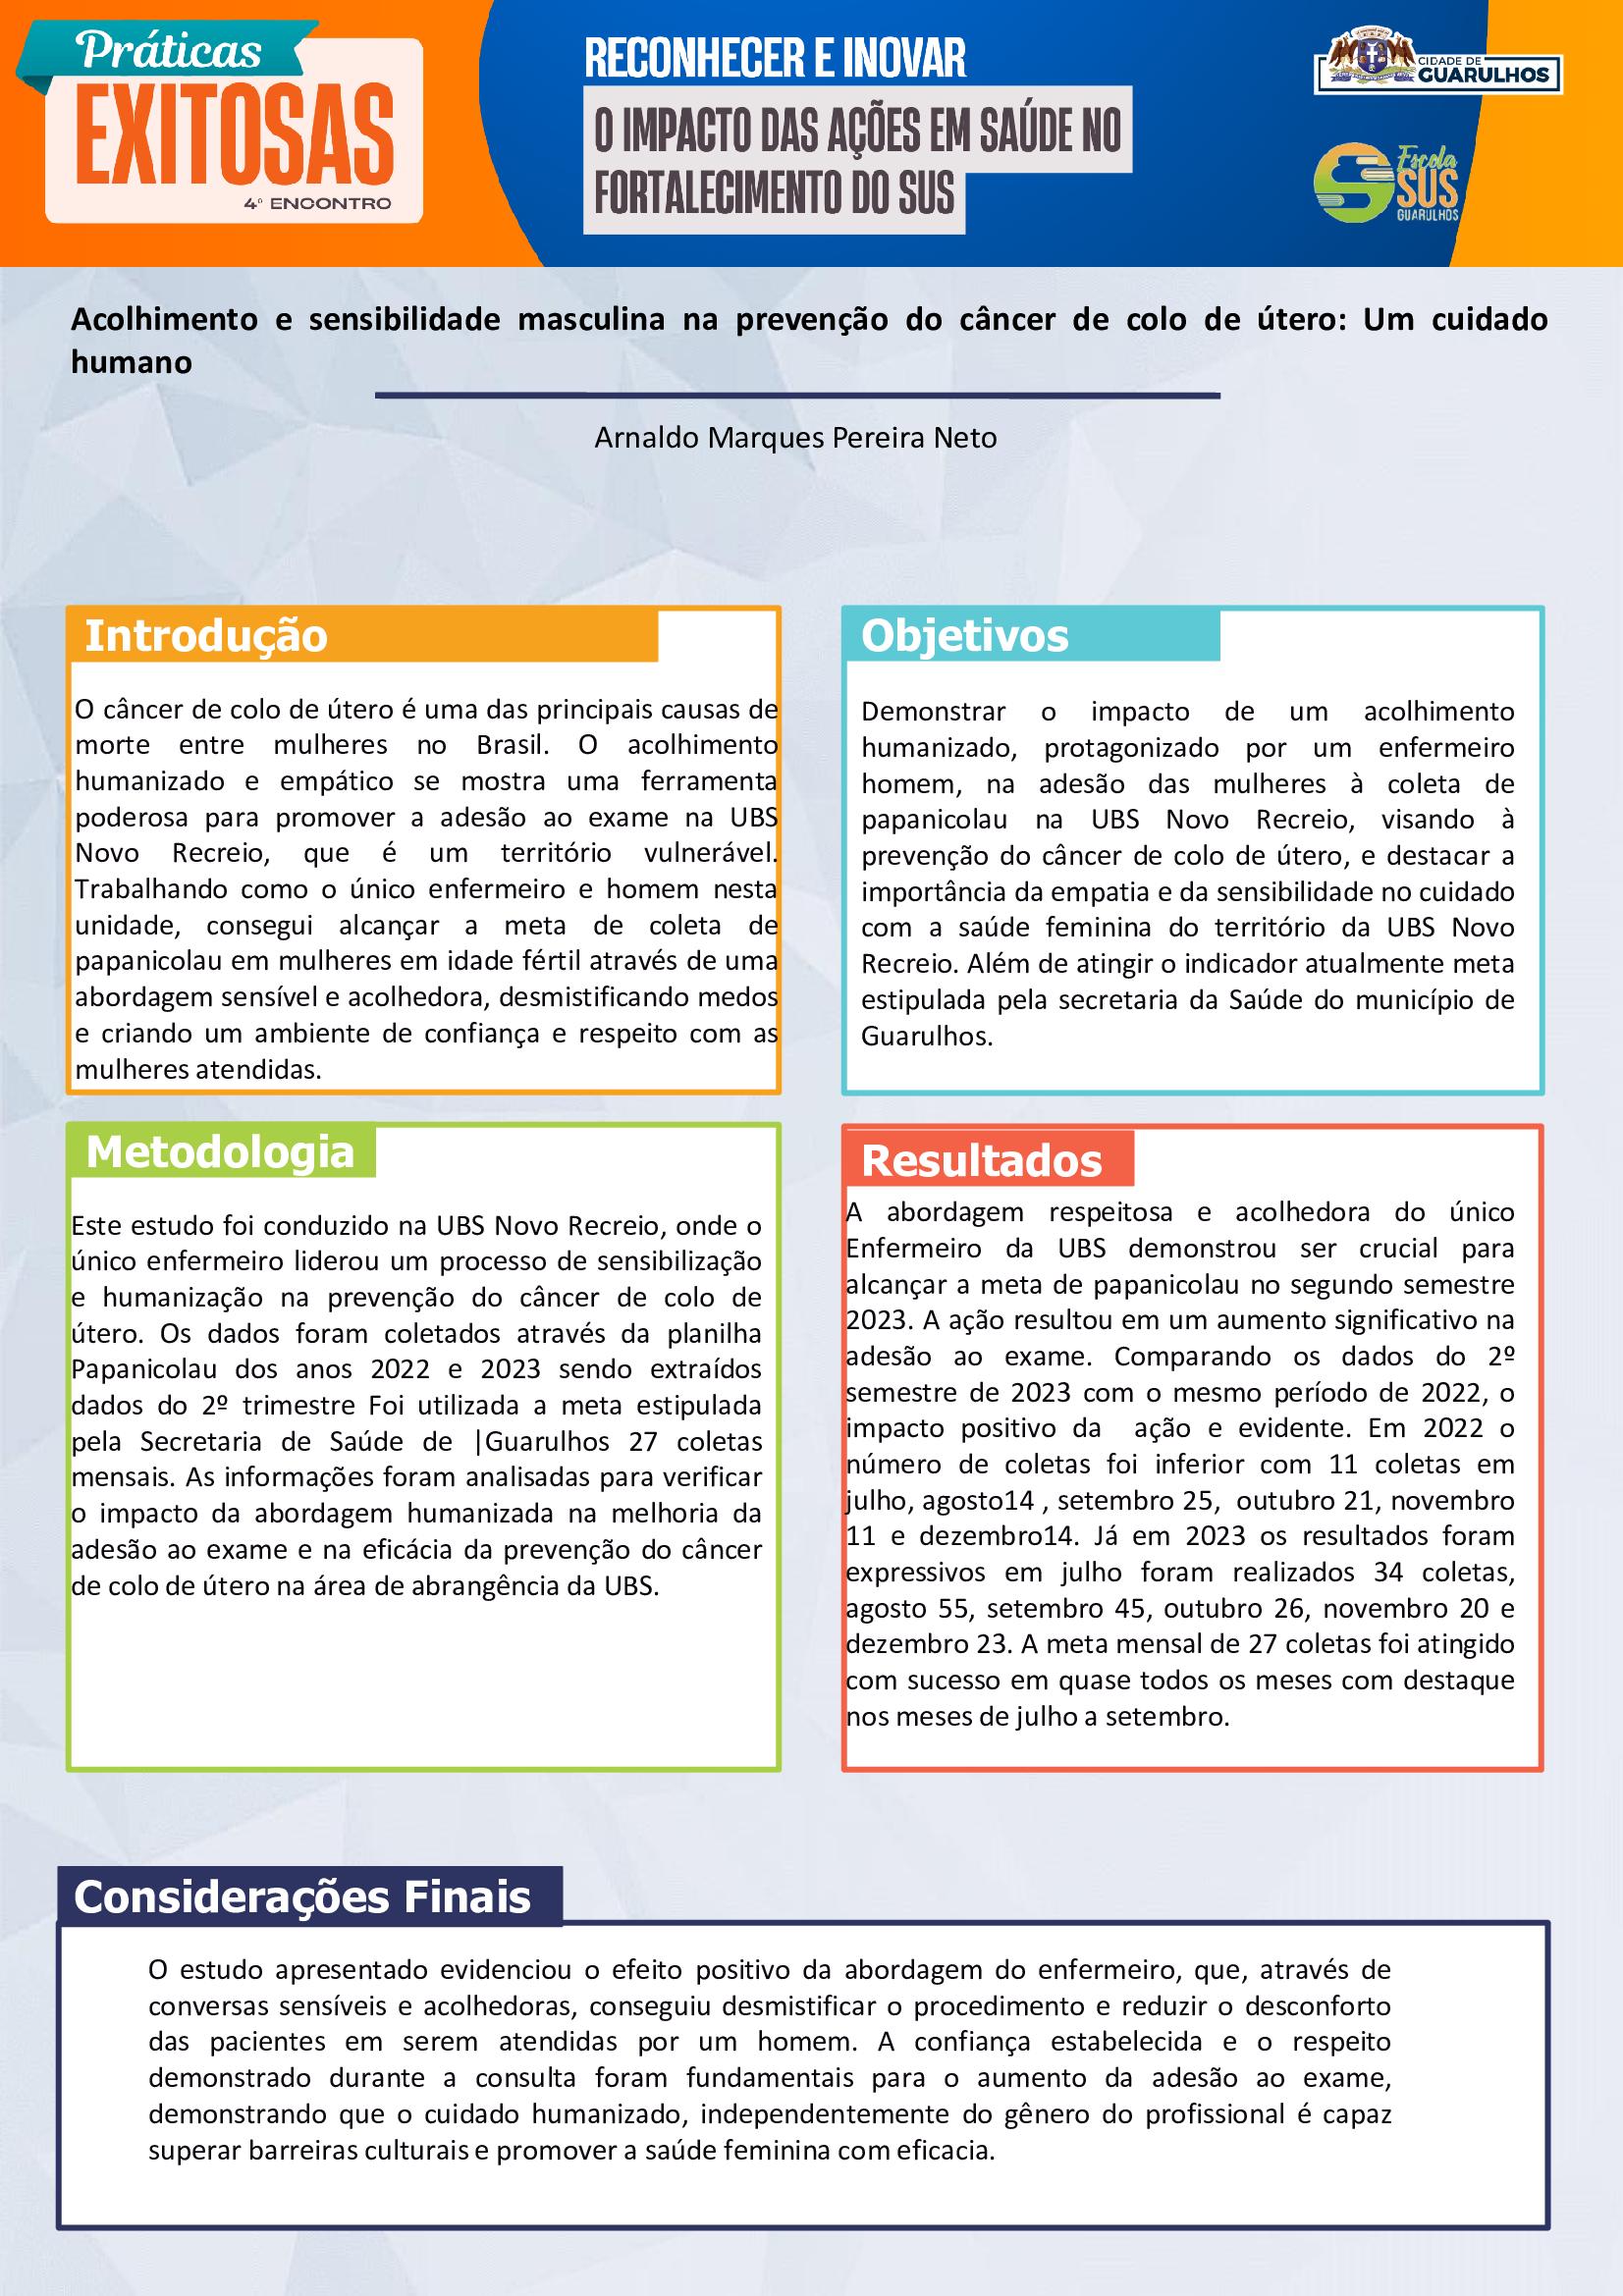 Práticas
EXITOSAS
4º ENCONTRO
RECONHECER E INOVAR
O IMPACTO DAS AÇÕES EM SAÚDE NO
FORTALECIMENTO DO SUS
CIDADE DE
GUARULHOS
Escola
SUS
GUARULHOS
Acolhimento e sensibilidade masculina na prevenção do câncer de colo de útero: Um cuidado
humano
Arnaldo Marques Pereira Neto
Introdução
O câncer de colo de útero é uma das principais causas de
morte entre mulheres no Brasil. O acolhimento
humanizado e empático se mostra uma ferramenta
poderosa para promover a adesão ao exame na UBS
Novo Recreio, que é um território vulnerável.
Trabalhando como o único enfermeiro e homem nesta
unidade, consegui alcançar a meta de coleta de
papanicolau em mulheres em idade fértil através de uma
abordagem sensível e acolhedora, desmistificando medos
e criando um ambiente de confiança e respeito com as
mulheres atendidas.
Objetivos
Demonstrar o impacto de um acolhimento
humanizado, protagonizado por um enfermeiro
homem, na adesão das mulheres à coleta de
papanicolau na UBS Novo Recreio, visando à
prevenção do câncer de colo de útero, e destacar a
importância da empatia e da sensibilidade no cuidado
com a saúde feminina do território da UBS Novo
Recreio. Além de atingir o indicador atualmente meta
estipulada pela secretaria da Saúde do município de
Guarulhos.
Metodologia
Este estudo foi conduzido na UBS Novo Recreio, onde o
único enfermeiro liderou um processo de sensibilização
e humanização na prevenção do câncer de colo de
útero. Os dados foram coletados através da planilha
Papanicolau dos anos 2022 e 2023 sendo extraídos
dados do 2º trimestre Foi utilizada a meta estipulada
pela Secretaria de Saúde de |Guarulhos 27 coletas
mensais. As informações foram analisadas para verificar
o impacto da abordagem humanizada na melhoria da
adesão ao exame e na eficácia da prevenção do câncer
de colo de útero na área de abrangência da UBS.
Resultados
A abordagem respeitosa e acolhedora do único
Enfermeiro da UBS demonstrou ser crucial para
alcançar a meta de papanicolau no segundo semestre
2023. A ação resultou em um aumento significativo na
adesão ao exame. Comparando os dados do 2º
semestre de 2023 com o mesmo período de 2022, o
impacto positivo da ação e evidente. Em 2022 o
número de coletas foi inferior com 11 coletas em
julho, agosto14 , setembro 25, outubro 21, novembro
11 e dezembro14. Já em 2023 os resultados foram
expressivos em julho foram realizados 34 coletas,
agosto 55, setembro 45, outubro 26, novembro 20 e
dezembro 23. A meta mensal de 27 coletas foi atingido
com sucesso em quase todos os meses com destaque
nos meses de julho a setembro.
Considerações Finais
O estudo apresentado evidenciou o efeito positivo da abordagem do enfermeiro, que, através de
conversas sensíveis e acolhedoras, conseguiu desmistificar o procedimento e reduzir o desconforto
das pacientes em serem atendidas por um homem. A confiança estabelecida e o respeito
demonstrado durante a consulta foram fundamentais para o aumento da adesão ao exame,
demonstrando que o cuidado humanizado, independentemente do gênero do profissional é capaz
superar barreiras culturais e promover a saúde feminina com eficacia.